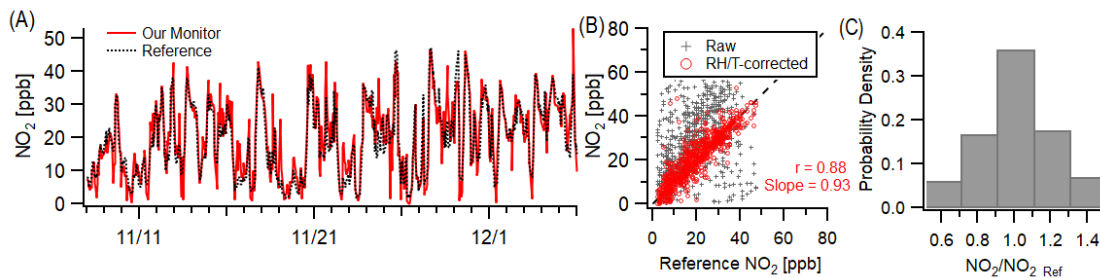 (A)
NO2 [ppb]
50
40
30
20
10
0
Our Monitor
Reference
11/11
11/21
12/1
(B)
NO2 [ppb]
80
60
40
20
0
Raw
RH/T-corrected
r = 0.88
Slope = 0.93
0
20
40
60
80
Reference NO2 [ppb]
(C)
Probability Density
0.4
0.3
0.2
0.1
0.0
0.6
0.8
1.0
1.2
1.4
NO2/NO2 Ref